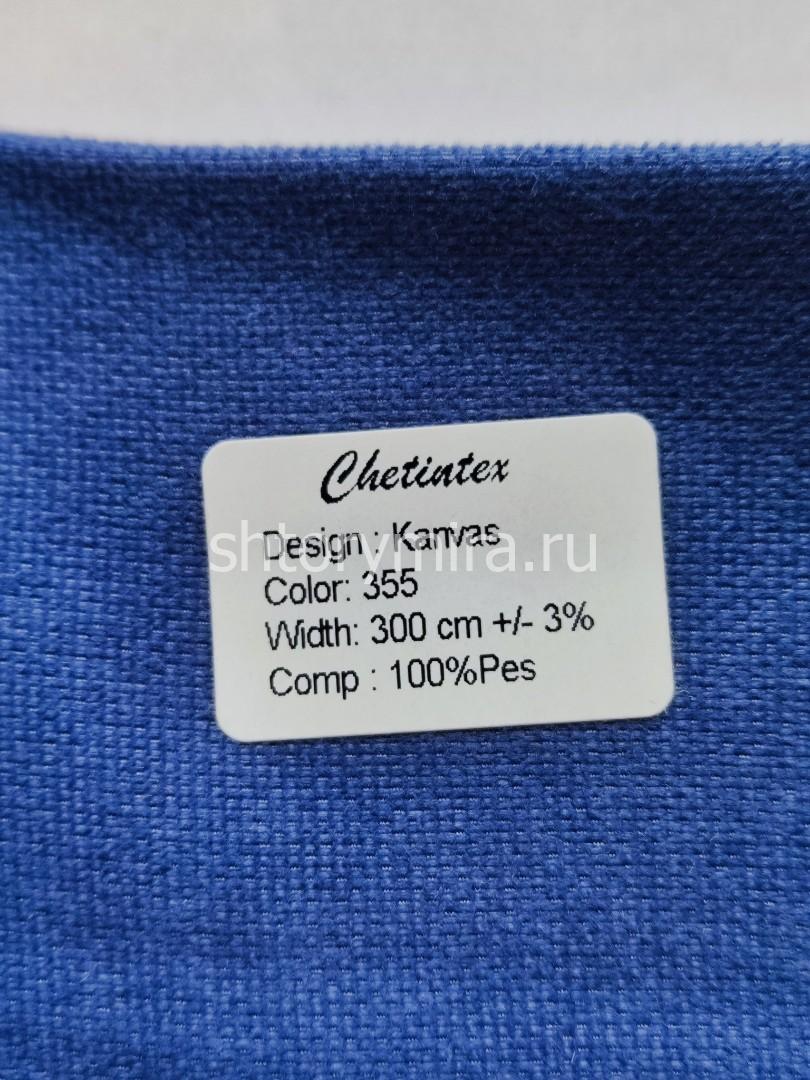 Chetintex
Design : Kanvas
shtorymira.ru
Color: 355
Width: 300 cm +/- 3%
Comp : 100%Pes